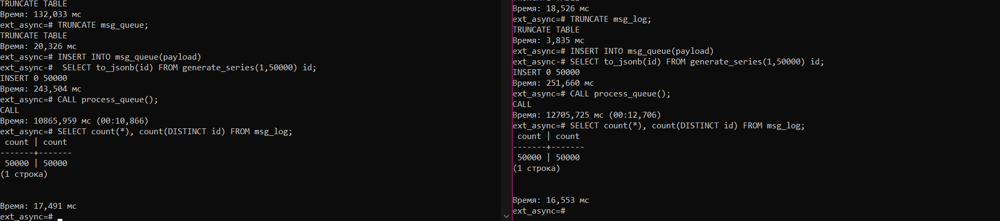 TRUNCATE TABLE
Время: 132,033 мс
ext_async=# TRUNCATE msg_queue;
TRUNCATE TABLE
Время: 20,326 мс
ext_async=# INSERT INTO msg_queue(payload)
ext_async-#  SELECT to_jsonb(id) FROM generate_series(1,50000) id;
INSERT 0 50000
Время: 243,504 мс
ext_async=# CALL process_queue();
CALL
Время: 10865,959 мс (00:10,866)
ext_async=# SELECT count(*), count(DISTINCT id) FROM msg_log;
 count | count
-------+-------
 50000 | 50000
(1 строка)
Время: 17,491 мс
ext_async=#
TRUNCATE TABLE
Время: 18,526 мс
ext_async=# TRUNCATE msg_log;
TRUNCATE TABLE
Время: 3,835 мс
ext_async=# INSERT INTO msg_queue(payload)
ext_async-# SELECT to_jsonb(id) FROM generate_series(1,50000) id;
INSERT 0 50000
Время: 251,660 мс
ext_async=# CALL process_queue();
CALL
Время: 12705,725 мс (00:12,706)
ext_async=# SELECT count(*), count(DISTINCT id) FROM msg_log;
 count | count
-------+-------
 50000 | 50000
(1 строка)
Время: 16,553 мс
ext_async=#